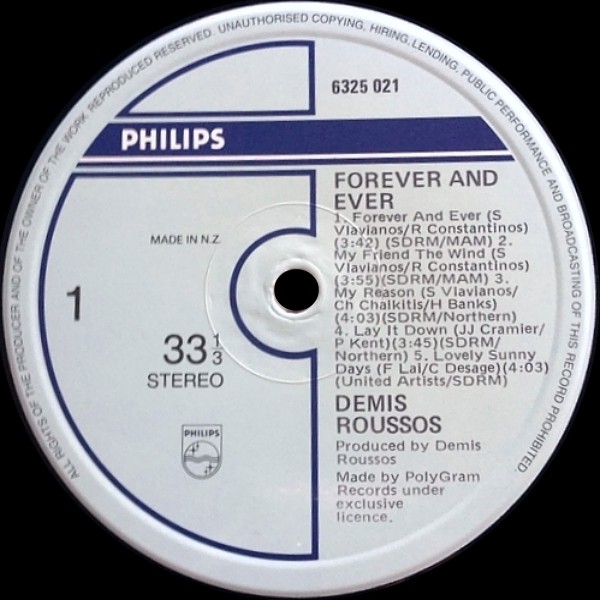 ALL RIGHTS OF THE PRODUCER AND OF THE OWNER OF THE WORK REPRODUCED RESERVED. UNAUTHORISED COPYING, HIRING, LENDING, PUBLIC PERFORMANCE AND BROADCASTING OF THIS RECORD PROHIBITED.
6325 021
PHILIPS
FOREVER AND
EVER
1. Forever And Ever (S
Vlavianos/R Constantinos)
(3:42) (SDRM/MAM) 2.
My Friend The Wind (S
Vlavianos/R Constantinos)
(3:55)(SDRM/MAM) 3.
My Reason (S Vlavianos/
Ch Chalkitis/H Banks)
(4:03)(SDRM/Northern)
4. Lay It Down (JJ Cramier/
P Kent)(3:45)(SDRM/
Northern) 5. Lovely Sunny
Days (F Lai/C Desage)(4:03)
(United Artists/SDRM)
DEMIS
ROUSSOS
Produced by Demis
Roussos
Made by PolyGram
Records under
exclusive
licence.
MADE IN N.Z.
1
33 1/3
STEREO
PHILIPS